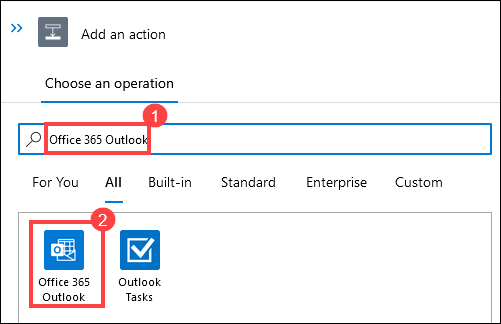 Add an action
Choose an operation
1
Office 365 Outlook
For You All Built-in Standard Enterprise Custom
2
Office 365 Outlook
Outlook Tasks